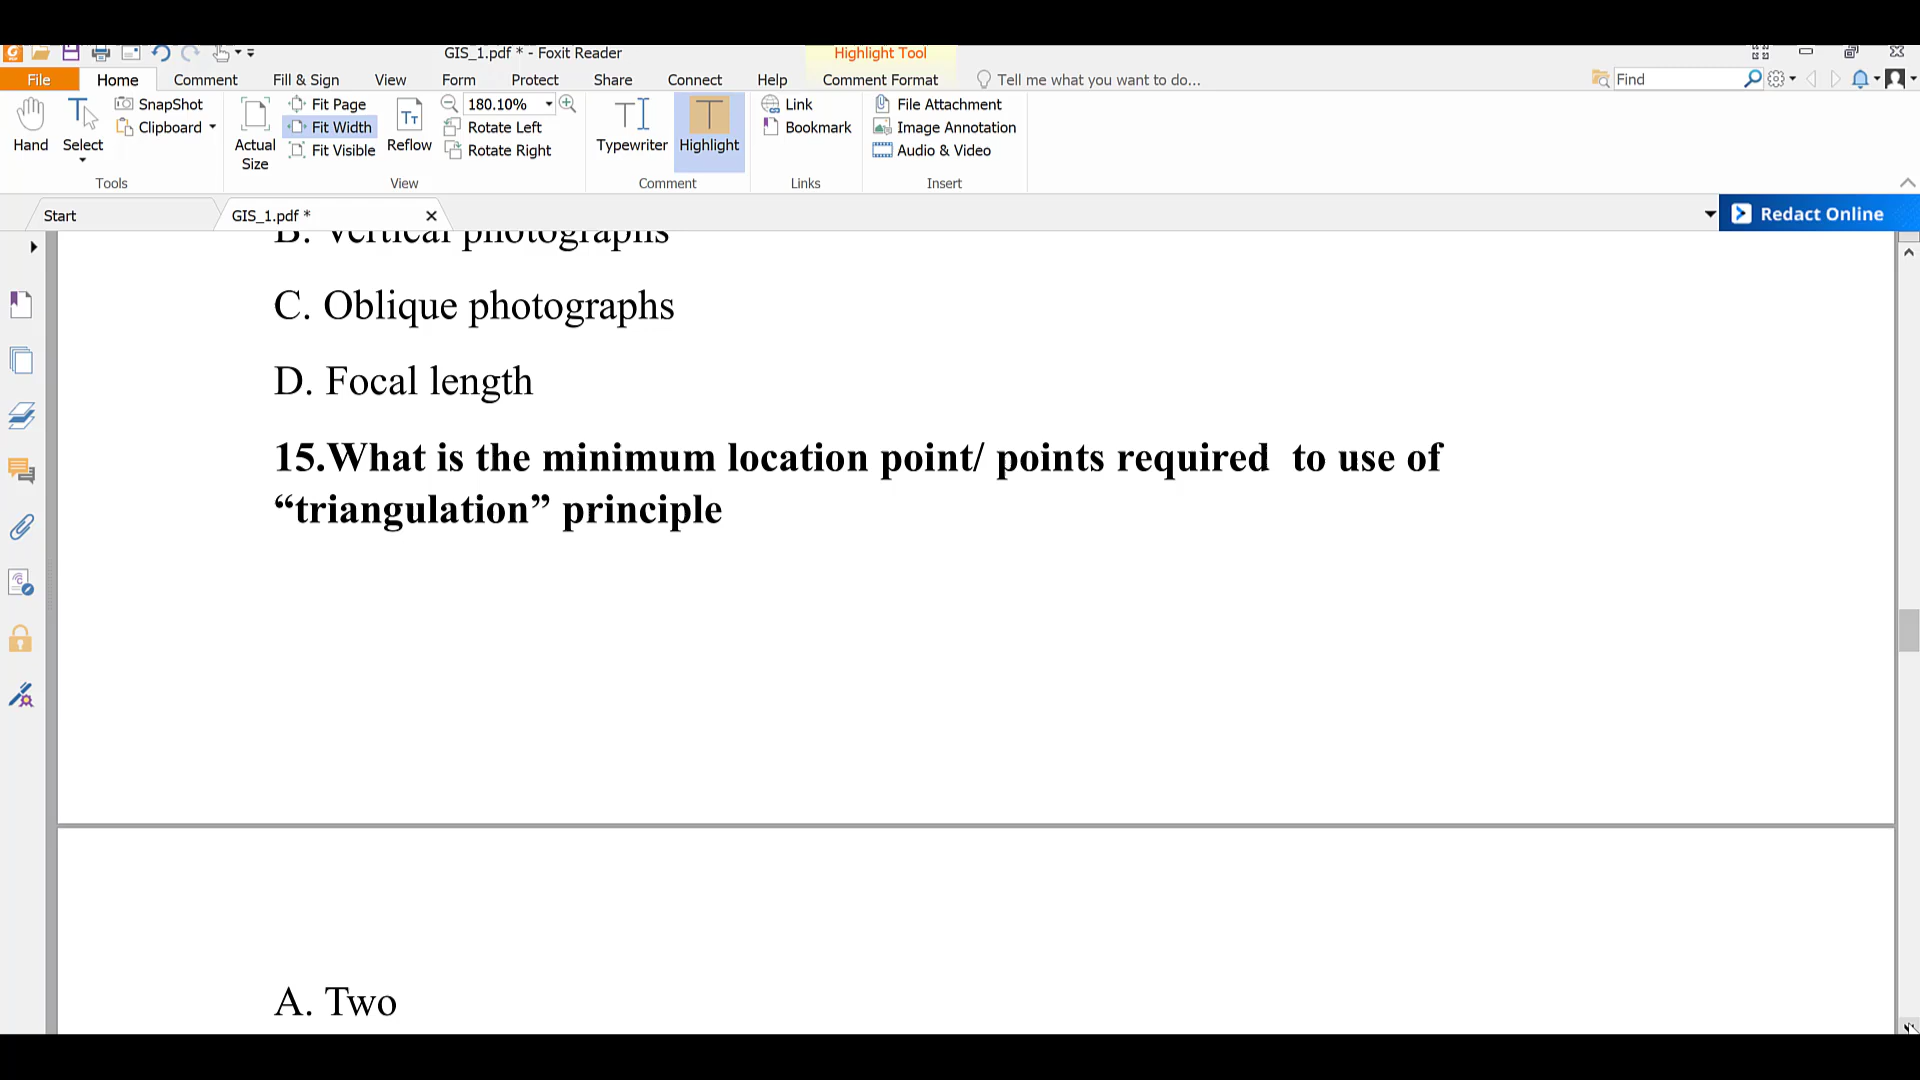 GIS_1.pdf * - Foxit Reader
Highlight Tool
File
Home
Comment
Fill & Sign
View
Form
Protect
Share
Connect
Help
Comment Format
Tell me what you want to do...
Find
Hand
Select
SnapShot
Clipboard
Actual
Size
Fit Page
Fit Width
Fit Visible
Reflow
180.10%
Rotate Left
Rotate Right
Typewriter
Highlight
Link
Bookmark
File Attachment
Image Annotation
Audio & Video
Tools
View
Comment
Links
Insert
Start
GIS_1.pdf *
Redact Online
B. Vertical photographs
C. Oblique photographs
D. Focal length
15.What is the minimum location point/ points required to use of
“triangulation” principle
A. Two